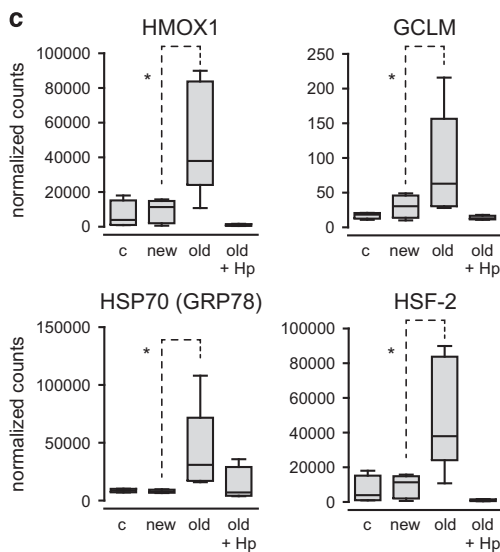 c
HMOX1
normalized counts
100000
80000
60000
40000
20000
0
*
c new old old
+ Hp
GCLM
250
200
150
100
50
0
*
c new old old
+ Hp
HSP70 (GRP78)
normalized counts
150000
100000
50000
0
*
c new old old
+ Hp
HSF-2
100000
80000
60000
40000
20000
0
*
c new old old
+ Hp